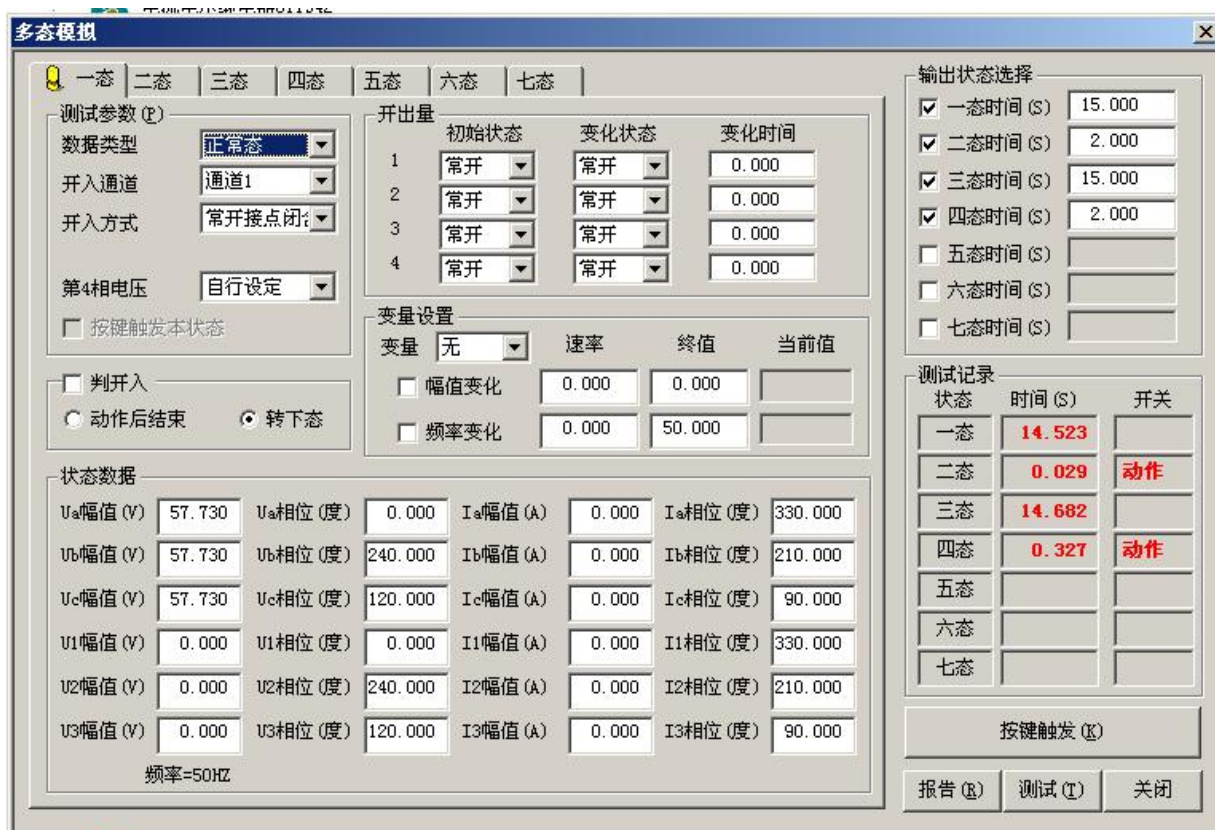 多态模拟
一态 二态 三态 四态 五态 六态 七态
测试参数(P)
数据类型 正常态
开入通道 通道1
开入方式 常开接点闭合
第4相电压 自行设定
按键触发本状态
判开入
动作后结束 转下态
开出量
初始状态 变化状态 变化时间
1 常开 常开 0.000
2 常开 常开 0.000
3 常开 常开 0.000
4 常开 常开 0.000
变量设置
变量 无 速率 终值 当前值
幅值变化 0.000 0.000
频率变化 0.000 50.000
状态数据
Ua幅值(V) 57.730 Ua相位(度) 0.000 Ia幅值(A) 0.000 Ia相位(度) 330.000
Ub幅值(V) 57.730 Ub相位(度) 240.000 Ib幅值(A) 0.000 Ib相位(度) 210.000
Uc幅值(V) 57.730 Uc相位(度) 120.000 Ic幅值(A) 0.000 Ic相位(度) 90.000
U1幅值(V) 0.000 U1相位(度) 0.000 I1幅值(A) 0.000 I1相位(度) 330.000
U2幅值(V) 0.000 U2相位(度) 240.000 I2幅值(A) 0.000 I2相位(度) 210.000
U3幅值(V) 0.000 U3相位(度) 120.000 I3幅值(A) 0.000 I3相位(度) 90.000
频率=50HZ
输出状态选择
一态时间(S) 15.000
二态时间(S) 2.000
三态时间(S) 15.000
四态时间(S) 2.000
五态时间(S)
六态时间(S)
七态时间(S)
测试记录
状态 时间(S) 开关
一态 14.523
二态 0.029 动作
三态 14.682
四态 0.327 动作
五态
六态
七态
按键触发(K)
报告(R) 测试(T) 关闭